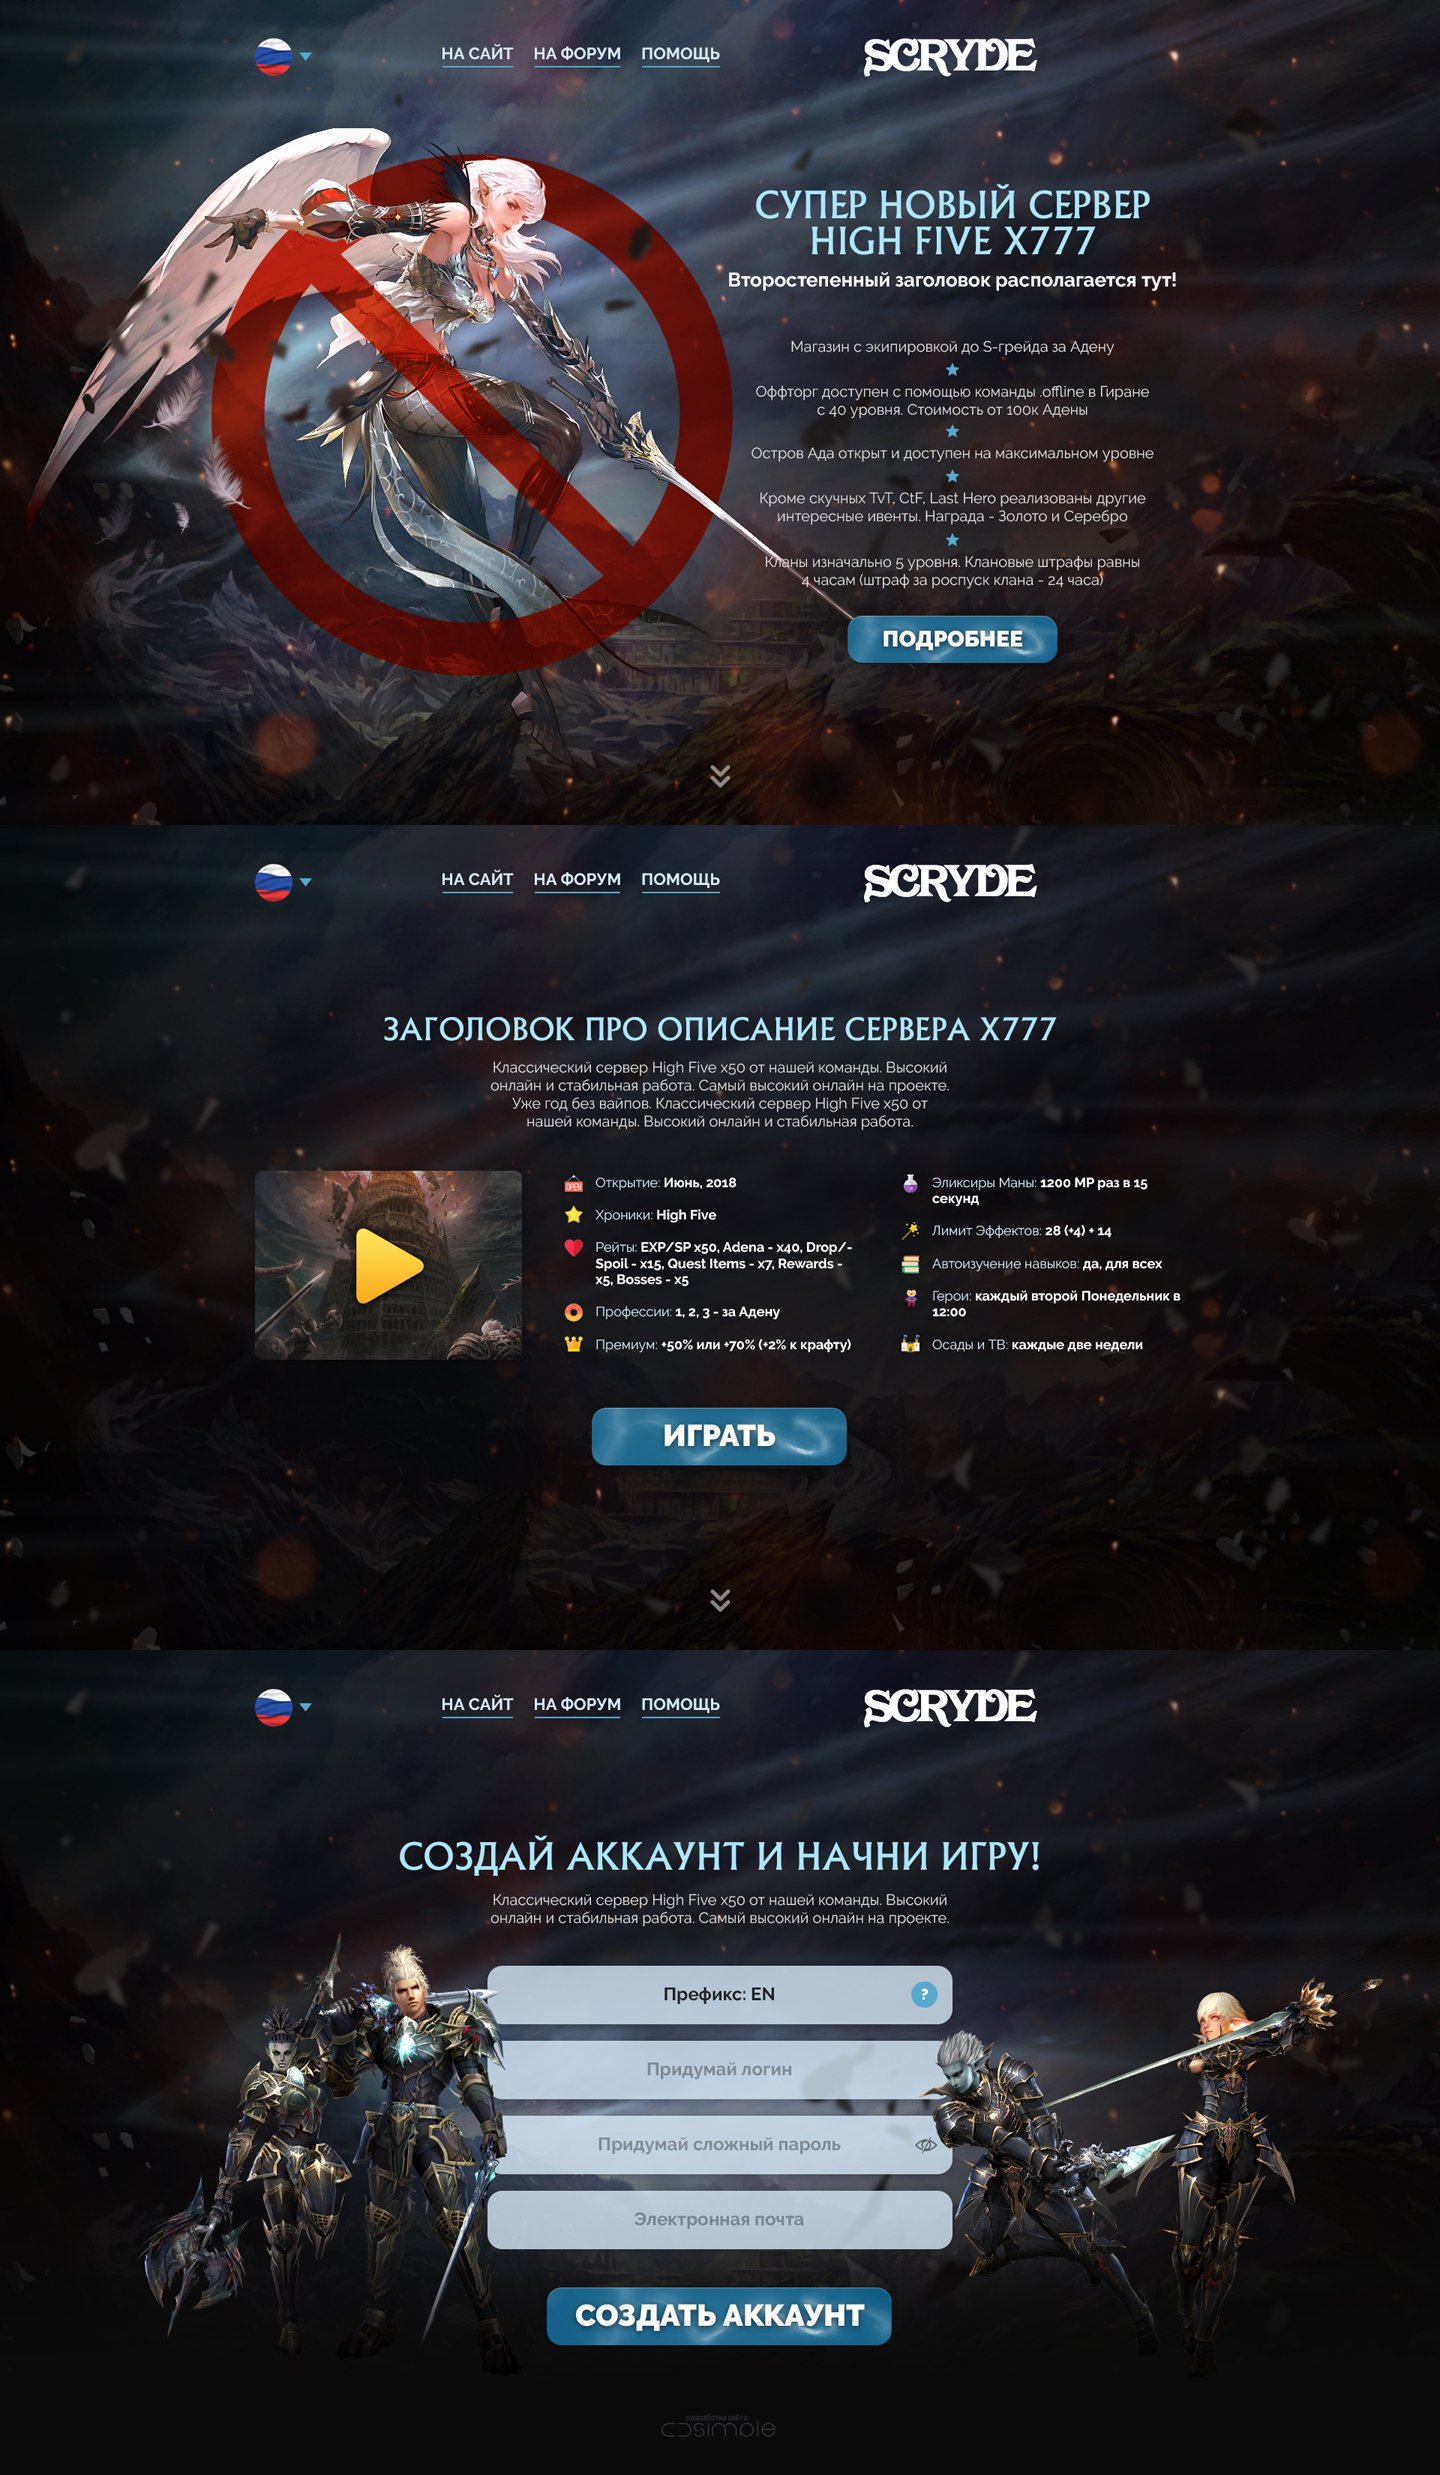 НА САЙТ НА ФОРУМ ПОМОЩЬ
SCRYDE
СУПЕР НОВЫЙ СЕРВЕР
HIGH FIVE X777
Второстепенный заголовок располагается тут!
Магазин с экипировкой до S-грейда за Адену
Оффторг доступен с помощью команды .offline в Гиране
с 40 уровня. Стоимость от 100к Адены
Остров Ада открыт и доступен на максимальном уровне
Кроме скучных TvT, CtF, Last Hero реализованы другие
интересные ивенты. Награда - Золото и Серебро
Кланы изначально 5 уровня. Клановые штрафы равны
4 часам (штраф за роспуск клана - 24 часа)
ПОДРОБНЕЕ
НА САЙТ НА ФОРУМ ПОМОЩЬ
SCRYDE
ЗАГОЛОВОК ПРО ОПИСАНИЕ СЕРВЕРА X777
Классический сервер High Five x50 от нашей команды. Высокий
онлайн и стабильная работа. Самый высокий онлайн на проекте.
Уже год без вайпов. Классический сервер High Five x50 от
нашей команды. Высокий онлайн и стабильная работа.
OPEN
Открытие: Июнь, 2018
Хроники: High Five
Рейты: EXP/SP x50, Adena - x40, Drop/-
Spoil - x15, Quest Items - x7, Rewards -
x5, Bosses - x5
Профессии: 1, 2, 3 - за Адену
Премиум: +50% или +70% (+2% к крафту)
Эликсиры Маны: 1200 MP раз в 15
секунд
Лимит Эффектов: 28 (+4) + 14
Автоизучение навыков: да, для всех
Герои: каждый второй Понедельник в
12:00
Осады и ТВ: каждые две недели
ИГРАТЬ
НА САЙТ НА ФОРУМ ПОМОЩЬ
SCRYDE
СОЗДАЙ АККАУНТ И НАЧНИ ИГРУ!
Классический сервер High Five x50 от нашей команды. Высокий
онлайн и стабильная работа. Самый высокий онлайн на проекте.
Префикс: EN ?
Придумай логин
Придумай сложный пароль
Электронная почта
СОЗДАТЬ АККАУНТ
разработка сайта